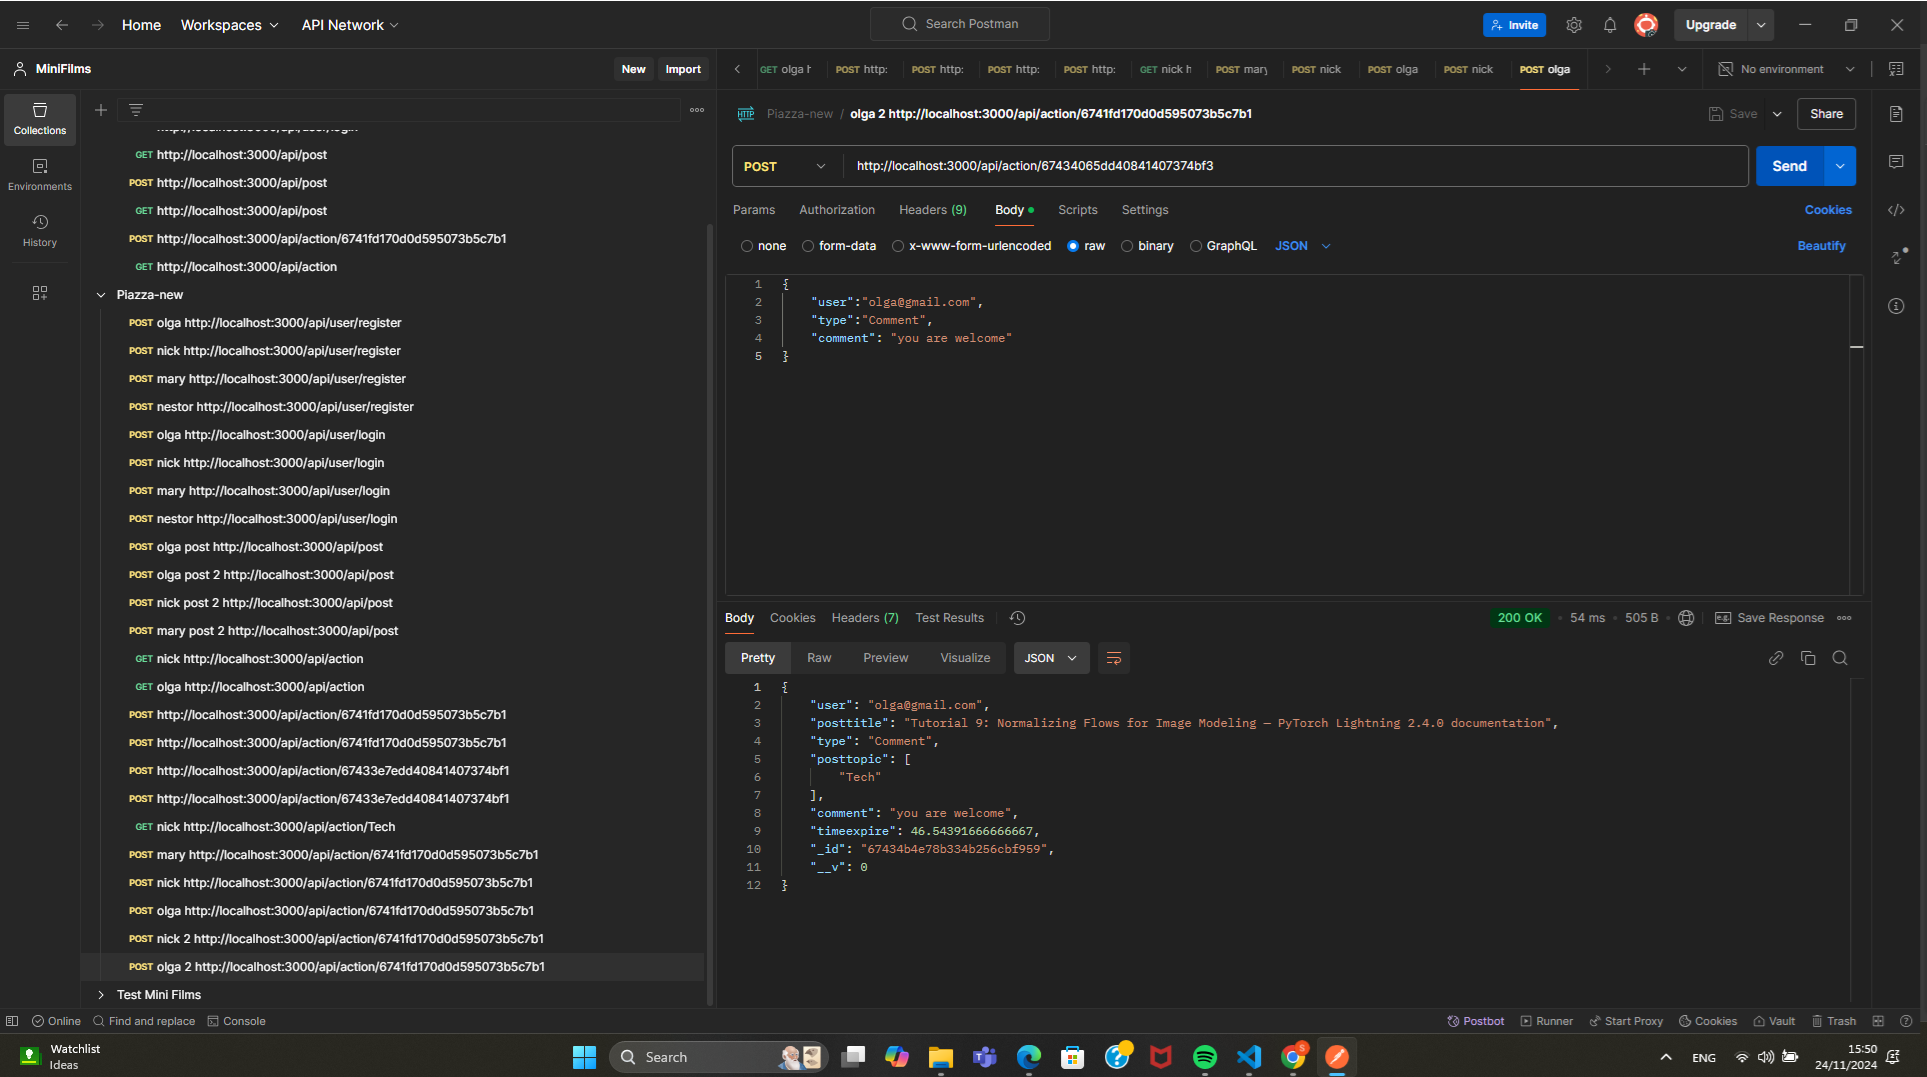 Home
Workspaces
API Network
Search Postman
Invite
Upgrade
MiniFilms
New
Import
GET olga h
POST http:
POST http:
POST http:
POST http:
GET nick h
POST mary
POST nick
POST olga
POST nick
POST olga
No environment
Collections
Environments
History
GET http://localhost:3000/api/post
POST http://localhost:3000/api/post
GET http://localhost:3000/api/post
POST http://localhost:3000/api/action/6741fd170d0d595073b5c7b1
GET http://localhost:3000/api/action
Piazza-new
POST olga http://localhost:3000/api/user/register
POST nick http://localhost:3000/api/user/register
POST mary http://localhost:3000/api/user/register
POST nestor http://localhost:3000/api/user/register
POST olga http://localhost:3000/api/user/login
POST nick http://localhost:3000/api/user/login
POST mary http://localhost:3000/api/user/login
POST nestor http://localhost:3000/api/user/login
POST olga post http://localhost:3000/api/post
POST olga post 2 http://localhost:3000/api/post
POST nick post 2 http://localhost:3000/api/post
POST mary post 2 http://localhost:3000/api/post
GET nick http://localhost:3000/api/action
GET olga http://localhost:3000/api/action
POST http://localhost:3000/api/action/6741fd170d0d595073b5c7b1
POST http://localhost:3000/api/action/6741fd170d0d595073b5c7b1
POST http://localhost:3000/api/action/67433e7edd40841407374bf1
POST http://localhost:3000/api/action/67433e7edd40841407374bf1
GET nick http://localhost:3000/api/action/Tech
POST mary http://localhost:3000/api/action/6741fd170d0d595073b5c7b1
POST nick http://localhost:3000/api/action/6741fd170d0d595073b5c7b1
POST olga http://localhost:3000/api/action/6741fd170d0d595073b5c7b1
POST nick 2 http://localhost:3000/api/action/6741fd170d0d595073b5c7b1
POST olga 2 http://localhost:3000/api/action/6741fd170d0d595073b5c7b1
Test Mini Films
HTTP Piazza-new / olga 2 http://localhost:3000/api/action/6741fd170d0d595073b5c7b1
Save
Share
POST http://localhost:3000/api/action/67434065dd40841407374bf3
Send
Params Authorization Headers (9) Body Scripts Settings
Cookies
none form-data x-www-form-urlencoded raw binary GraphQL JSON
Beautify
1 {
2 "user":"olga@gmail.com",
3 "type":"Comment",
4 "comment": "you are welcome"
5 }
Body Cookies Headers (7) Test Results
200 OK • 54 ms • 505 B
e.g. Save Response
Pretty Raw Preview Visualize JSON
1 {
2 "user": "olga@gmail.com",
3 "posttitle": "Tutorial 9: Normalizing Flows for Image Modeling — PyTorch Lightning 2.4.0 documentation",
4 "type": "Comment",
5 "posttopic": [
6 "Tech"
7 ],
8 "comment": "you are welcome",
9 "timeexpire": 46.54391666666667,
10 "_id": "67434b4e78b334b256cbf959",
11 "__v": 0
12 }
Online
Find and replace
Console
Postbot
Runner
Start Proxy
Cookies
Vault
Trash
Watchlist
Ideas
Search
ENG
15:50
24/11/2024